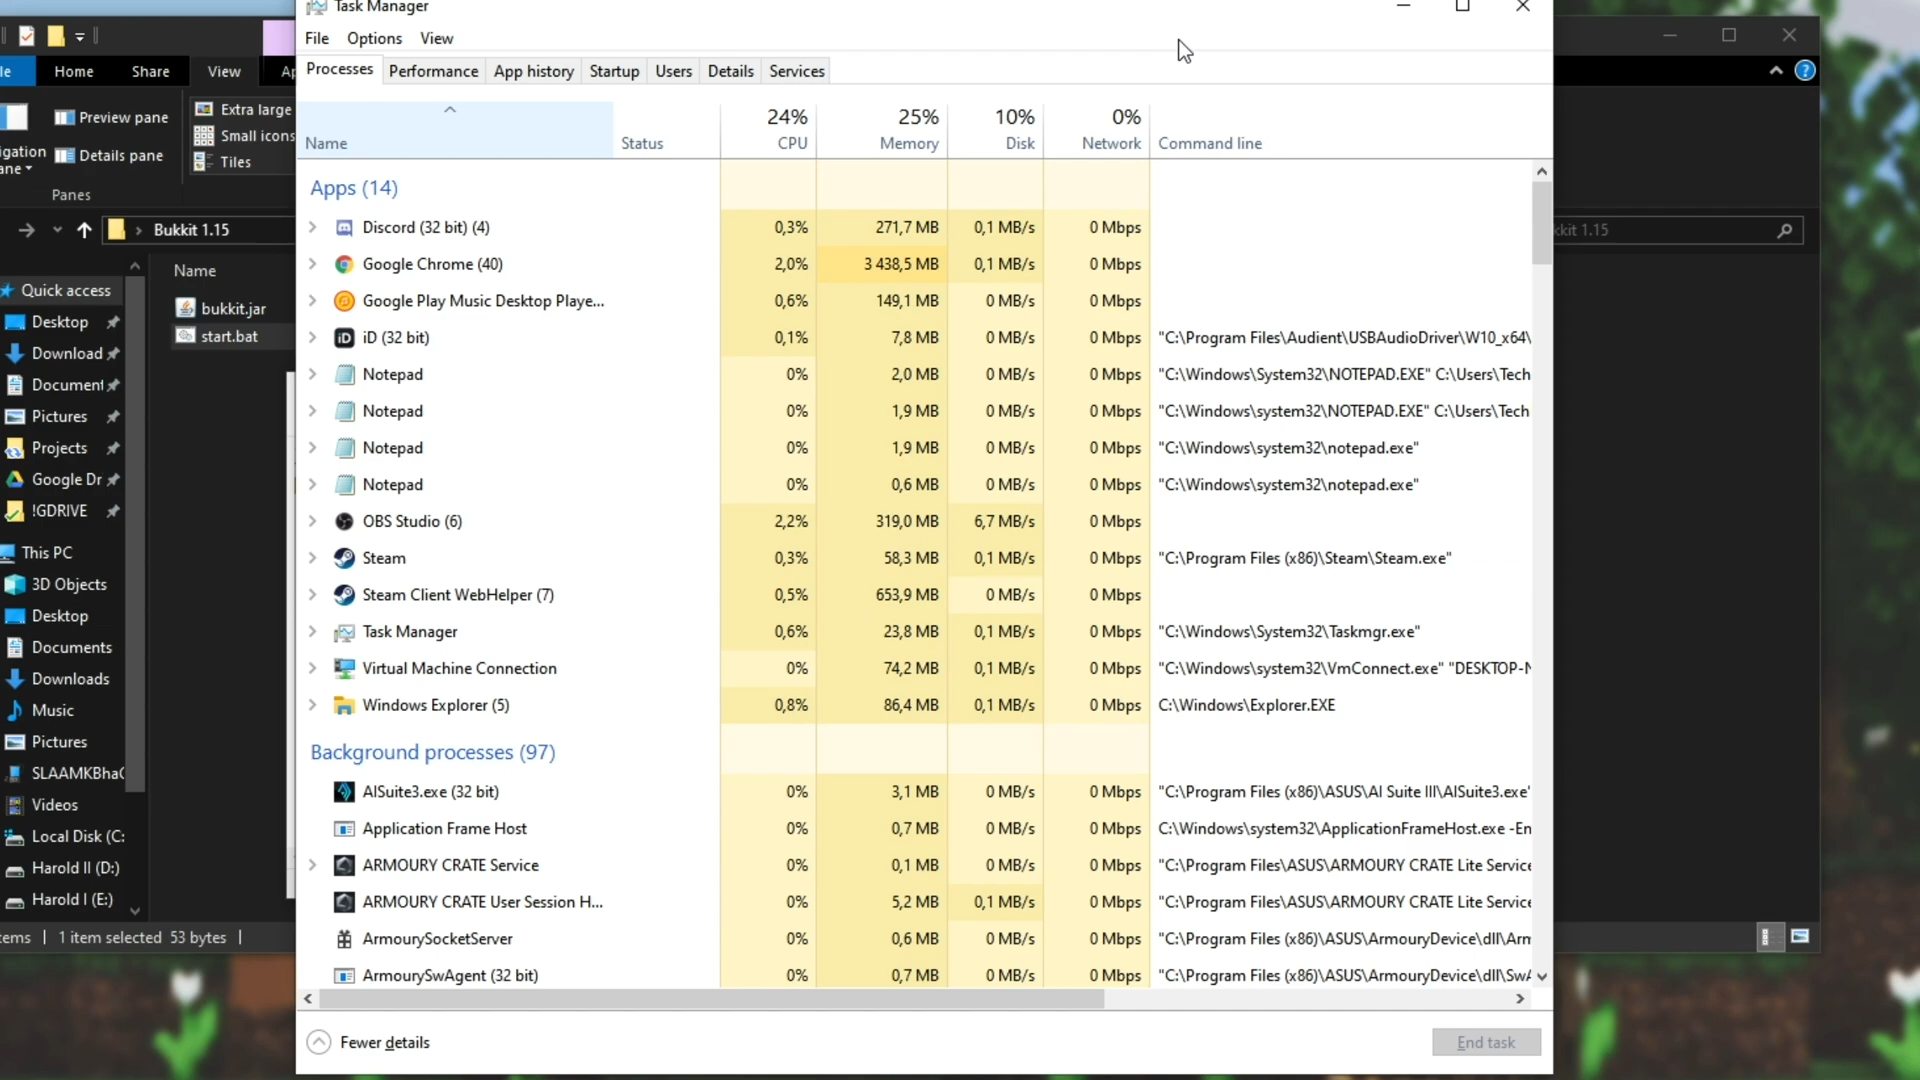 Task Manager
File Options View
Processes Performance App history Startup Users Details Services
24% 25% 10% 0%
Name Status CPU Memory Disk Network Command line
Apps (14)
Discord (32 bit) (4) 0,3% 271,7 MB 0,1 MB/s 0 Mbps
Google Chrome (40) 2,0% 3 438,5 MB 0,1 MB/s 0 Mbps
Google Play Music Desktop Playe... 0,6% 149,1 MB 0 MB/s 0 Mbps
iD (32 bit) 0,1% 7,8 MB 0 MB/s 0 Mbps "C:\Program Files\Audient\USBAudioDriver\W10_x64\
Notepad 0% 2,0 MB 0 MB/s 0 Mbps "C:\Windows\System32\NOTEPAD.EXE" C:\Users\Tech
Notepad 0% 1,9 MB 0 MB/s 0 Mbps "C:\Windows\system32\NOTEPAD.EXE" C:\Users\Tech
Notepad 0% 1,9 MB 0 MB/s 0 Mbps "C:\Windows\system32\notepad.exe"
Notepad 0% 0,6 MB 0 MB/s 0 Mbps "C:\Windows\system32\notepad.exe"
OBS Studio (6) 2,2% 319,0 MB 6,7 MB/s 0 Mbps
Steam 0,3% 58,3 MB 0,1 MB/s 0 Mbps "C:\Program Files (x86)\Steam\Steam.exe"
Steam Client WebHelper (7) 0,5% 653,9 MB 0 MB/s 0 Mbps
Task Manager 0,6% 23,8 MB 0,1 MB/s 0 Mbps "C:\Windows\System32\Taskmgr.exe"
Virtual Machine Connection 0% 74,2 MB 0,1 MB/s 0 Mbps "C:\Windows\system32\VmConnect.exe" "DESKTOP-N
Windows Explorer (5) 0,8% 86,4 MB 0,1 MB/s 0 Mbps C:\Windows\Explorer.EXE
Background processes (97)
AISuite3.exe (32 bit) 0% 3,1 MB 0 MB/s 0 Mbps "C:\Program Files (x86)\ASUS\AI Suite III\AISuite3.exe"
Application Frame Host 0% 0,7 MB 0 MB/s 0 Mbps C:\Windows\system32\ApplicationFrameHost.exe -En
ARMOURY CRATE Service 0% 0,1 MB 0 MB/s 0 Mbps "C:\Program Files\ASUS\ARMOURY CRATE Lite Service
ARMOURY CRATE User Session H... 0% 5,2 MB 0,1 MB/s 0 Mbps "C:\Program Files\ASUS\ARMOURY CRATE Lite Service
ArmourySocketServer 0% 0,6 MB 0 MB/s 0 Mbps "C:\Program Files (x86)\ASUS\ArmouryDevice\dll\Arm
ArmourySwAgent (32 bit) 0% 0,7 MB 0 MB/s 0 Mbps "C:\Program Files (x86)\ASUS\ArmouryDevice\dll\SwA
Fewer details End task
le Home Share View Ap
Preview pane Extra large
igation Details pane Small icons
ane Tiles
Panes
Bukkit 1.15
kkit 1.15
Name
bukkit.jar
start.bat
Quick access
Desktop
Download
Document
Pictures
Projects
Google Dr
!GDRIVE
This PC
3D Objects
Desktop
Documents
Downloads
Music
Pictures
SLAAMKBha
Videos
Local Disk (C:
Harold II (D:)
Harold I (E:)
tems 1 item selected 53 bytes